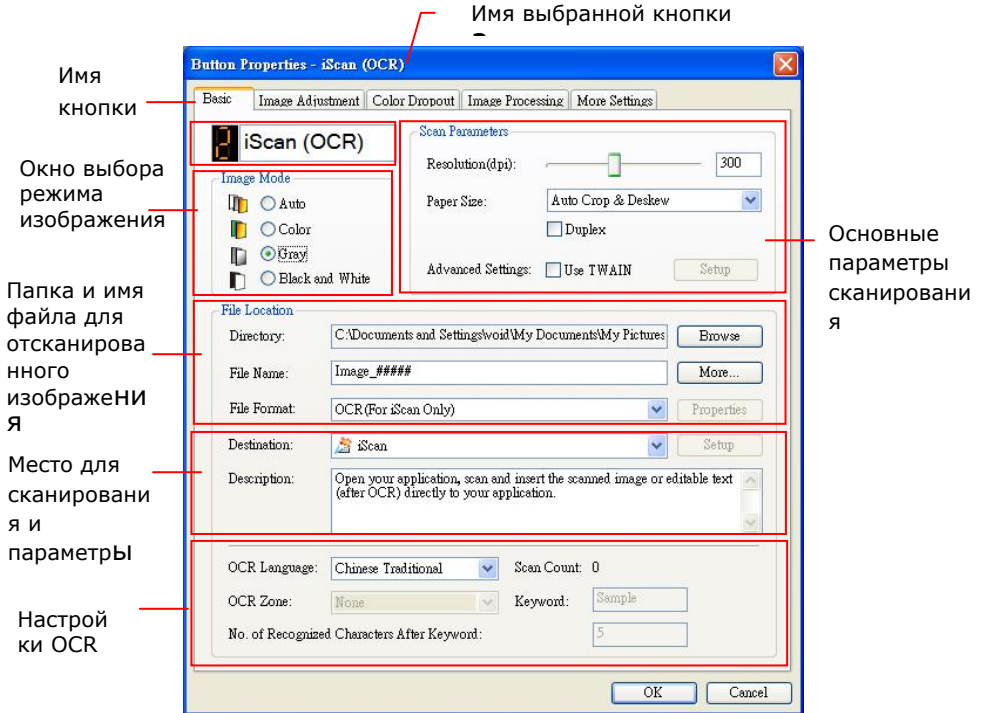 Имя выбранной кнопки
Button Properties - iScan (OCR)
Имя
кнопки
Basic Image Adjustment Color Dropout Image Processing More Settings
2 iScan (OCR)
Окно выбора
режима
изображения
Image Mode
Auto
Color
Gray
Black and White
Scan Parameters
Resolution(dpi): 300
Paper Size: Auto Crop & Deskew
Duplex
Advanced Settings: Use TWAIN Setup
Основные
параметры
сканировани
я
Папка и имя
файла для
отсканирова
нного
изображени
я
File Location
Directory: C:\Documents and Settings\void\My Documents\My Pictures Browse
File Name: Image_##### More...
File Format: OCR(For iScan Only) Properties
Место для
сканировани
я и
параметры
Destination: iScan Setup
Description: Open your application, scan and insert the scanned image or editable text
(after OCR) directly to your application.
Настрой
ки OCR
OCR Language: Chinese Traditional Scan Count: 0
OCR Zone: None Keyword: Sample
No. of Recognized Characters After Keyword: 5
OK Cancel